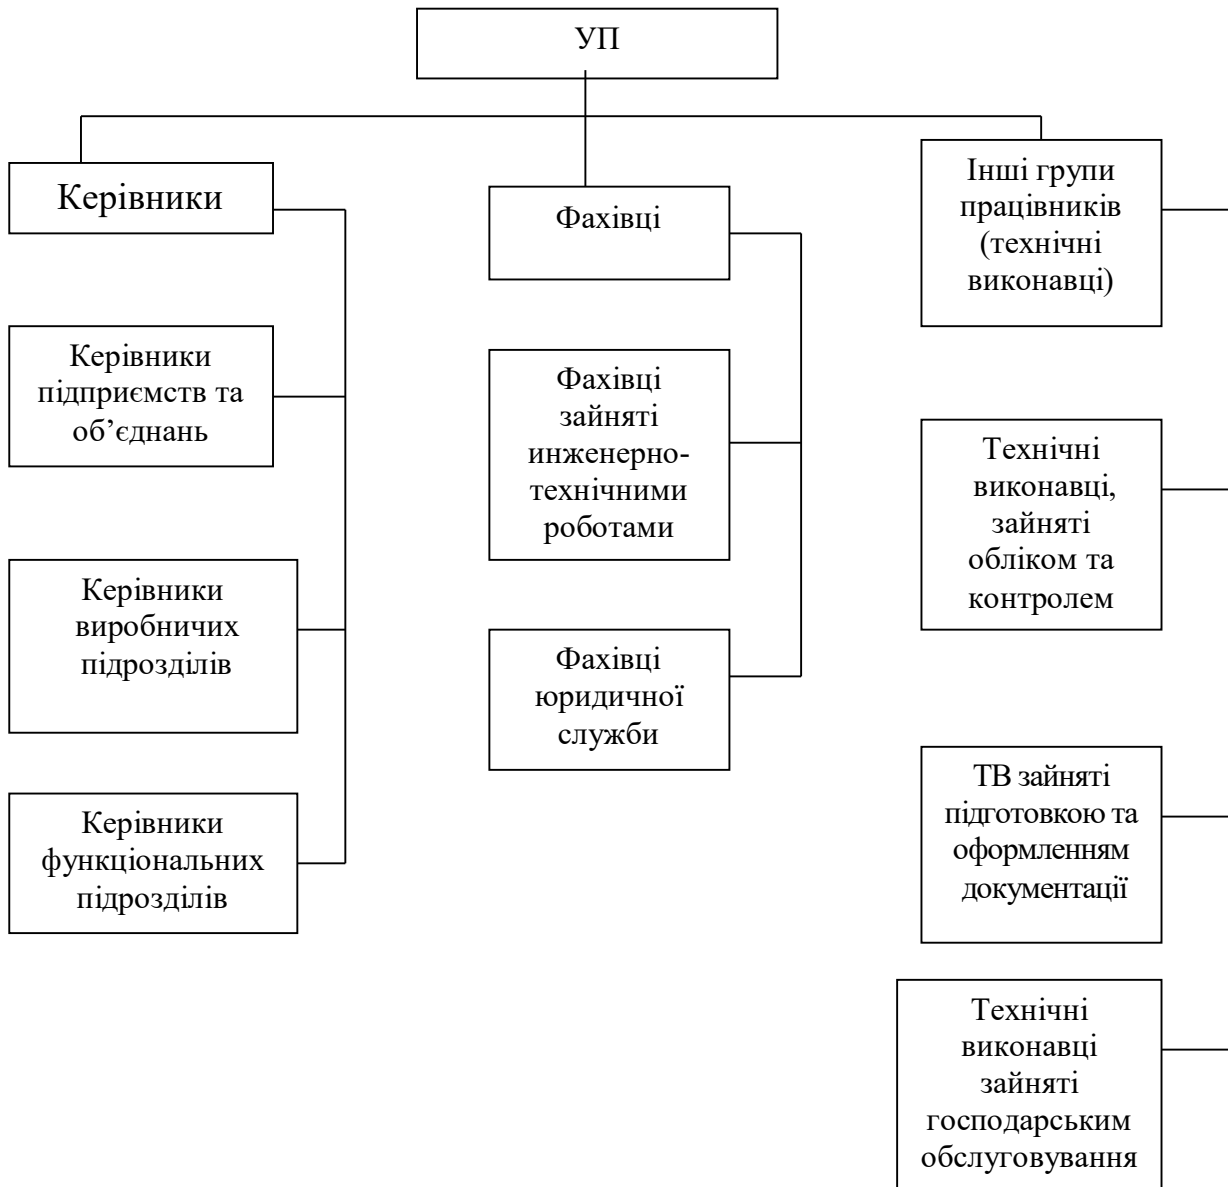 УП
Керівники
Керівники
підприємств та
об’єднань
Керівники
виробничих
підрозділів
Керівники
функціональних
підрозділів
Фахівці
Фахівці
зайняті
инженерно-
технічними
роботами
Фахівці
юридичної
служби
Інші групи
працівників
(технічні
виконавці)
Технічні
виконавці,
зайняті
обліком та
контролем
ТВ зайняті
підготовкою та
оформленням
документації
Технічні
виконавці
зайняті
господарським
обслуговування